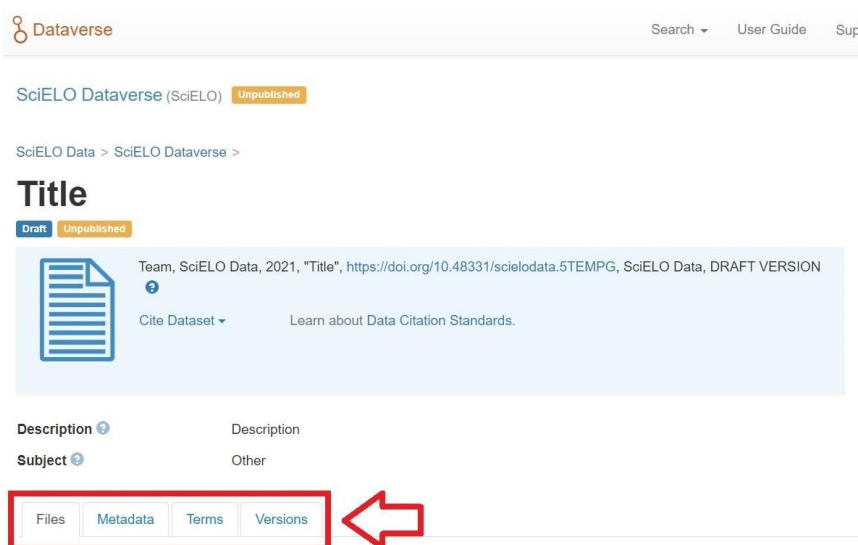 Dataverse Search User Guide Sup
SciELO Dataverse (SciELO) Unpublished
SciELO Data > SciELO Dataverse >
Title
Draft Unpublished
Team, SciELO Data, 2021, "Title", https://doi.org/10.48331/scielodata.5TEMPG, SciELO Data, DRAFT VERSION
?
Cite Dataset Learn about Data Citation Standards.
Description ? Description
Subject ? Other
Files Metadata Terms Versions